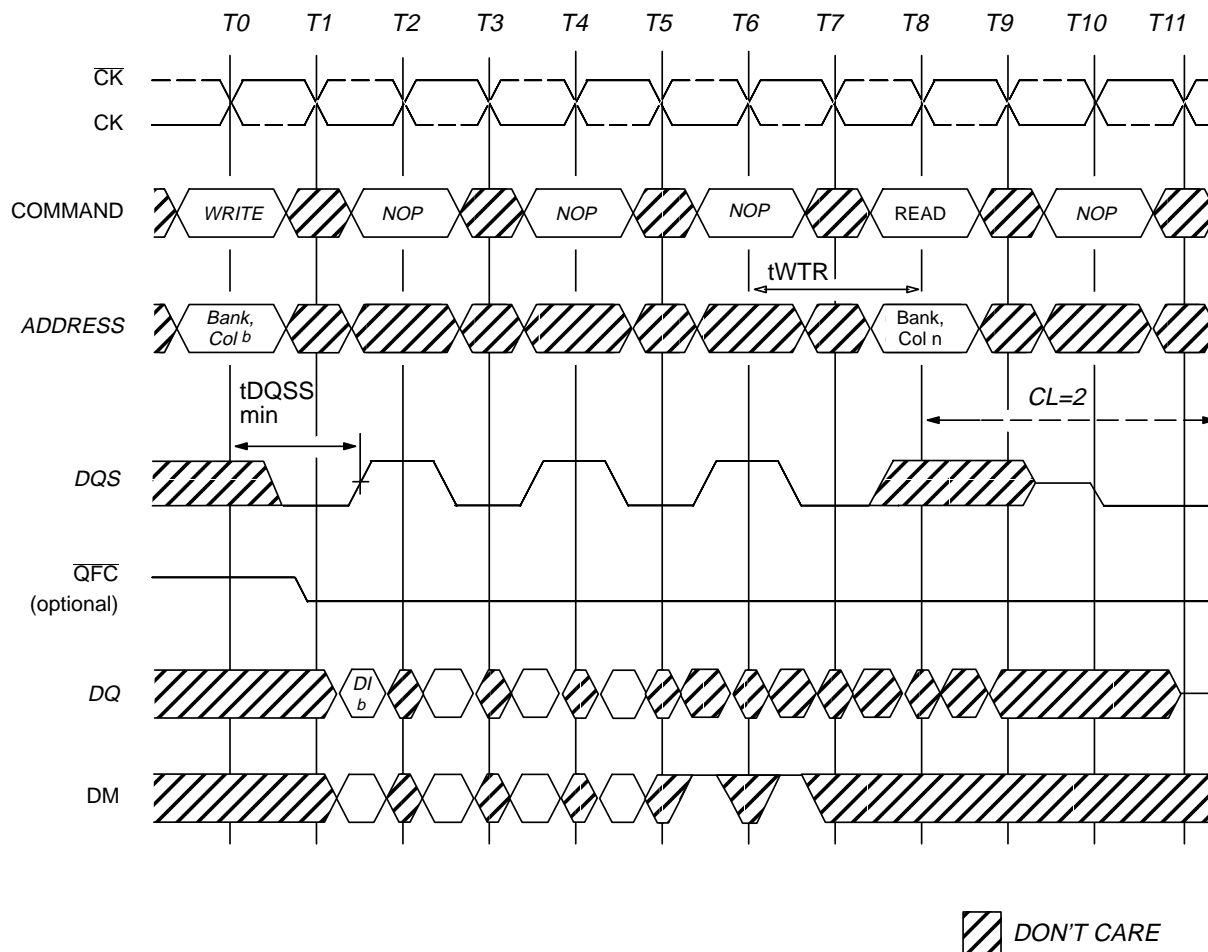 T0 T1 T2 T3 T4 T5 T6 T7 T8 T9 T10 T11
CK
CK
COMMAND WRITE NOP NOP NOP READ NOP
tWTR
ADDRESS Bank, Col b Bank, Col n
tDQSS
min
CL=2
DQS
QFC
(optional)
DQ DI b
DM
DON'T CARE